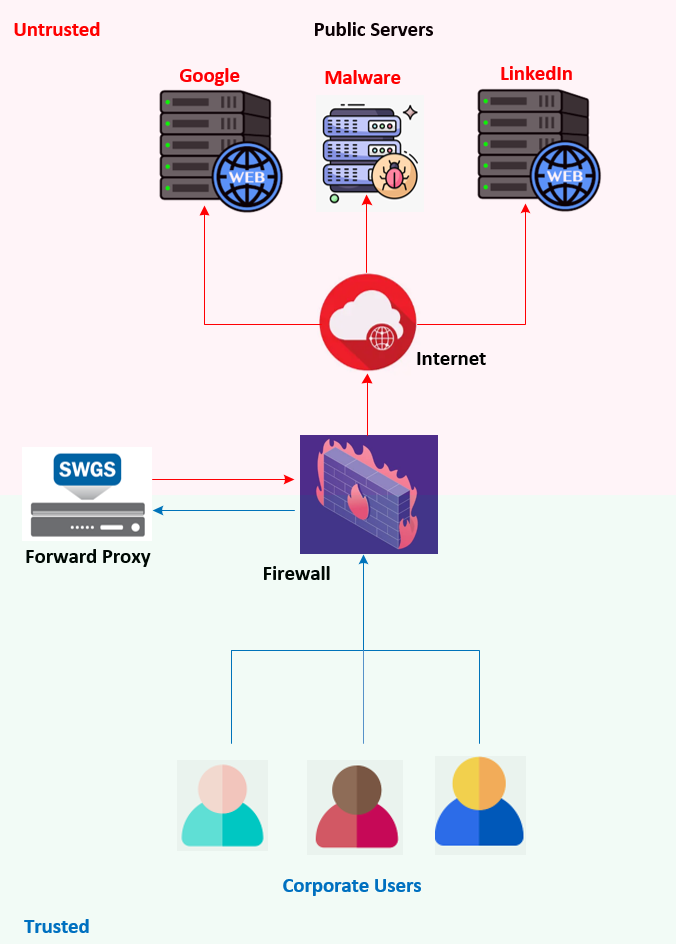 Untrusted
Public Servers
Google
Malware
LinkedIn
WEB
WEB
Internet
SWGS
Forward Proxy
Firewall
Corporate Users
Trusted